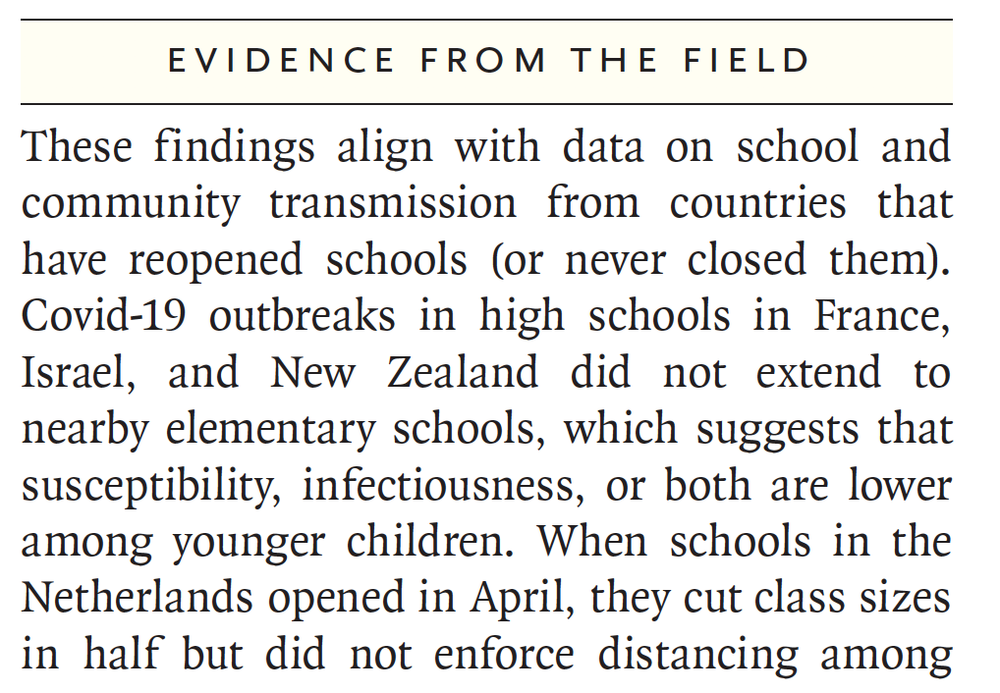 EVIDENCE FROM THE FIELD
These findings align with data on school and
community transmission from countries that
have reopened schools (or never closed them).
Covid-19 outbreaks in high schools in France,
Israel, and New Zealand did not extend to
nearby elementary schools, which suggests that
susceptibility, infectiousness, or both are lower
among younger children. When schools in the
Netherlands opened in April, they cut class sizes
in half but did not enforce distancing among